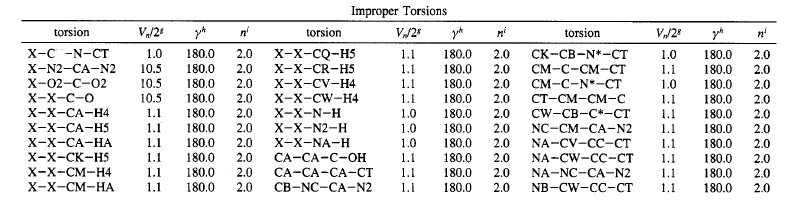 Improper Torsions
torsion Vn/2g γh ni torsion Vn/2g γh ni torsion Vn/2g γh ni
X−C−N−CT 1.0 180.0 2.0 X−X−CQ−H5 1.1 180.0 2.0 CK−CB−N*−CT 1.0 180.0 2.0
X−N2−CA−N2 10.5 180.0 2.0 X−X−CR−H5 1.1 180.0 2.0 CM−C−CM−CT 1.1 180.0 2.0
X−O2−C−O2 10.5 180.0 2.0 X−X−CV−H4 1.1 180.0 2.0 CM−C−N*−CT 1.0 180.0 2.0
X−X−C−O 10.5 180.0 2.0 X−X−CW−H4 1.1 180.0 2.0 CT−CM−CM−C 1.1 180.0 2.0
X−X−CA−H4 1.1 180.0 2.0 X−X−N−H 1.0 180.0 2.0 CW−CB−C*−CT 1.1 180.0 2.0
X−X−CA−H5 1.1 180.0 2.0 X−X−N2−H 1.0 180.0 2.0 NC−CM−CA−N2 1.1 180.0 2.0
X−X−CA−HA 1.1 180.0 2.0 X−X−NA−H 1.0 180.0 2.0 NA−CV−CC−CT 1.1 180.0 2.0
X−X−CK−H5 1.1 180.0 2.0 CA−CA−C−OH 1.1 180.0 2.0 NA−CW−CC−CT 1.1 180.0 2.0
X−X−CM−H4 1.1 180.0 2.0 CA−CA−CA−CT 1.1 180.0 2.0 NA−NC−CA−N2 1.1 180.0 2.0
X−X−CM−HA 1.1 180.0 2.0 CB−NC−CA−N2 1.1 180.0 2.0 NB−CW−CC−CT 1.1 180.0 2.0